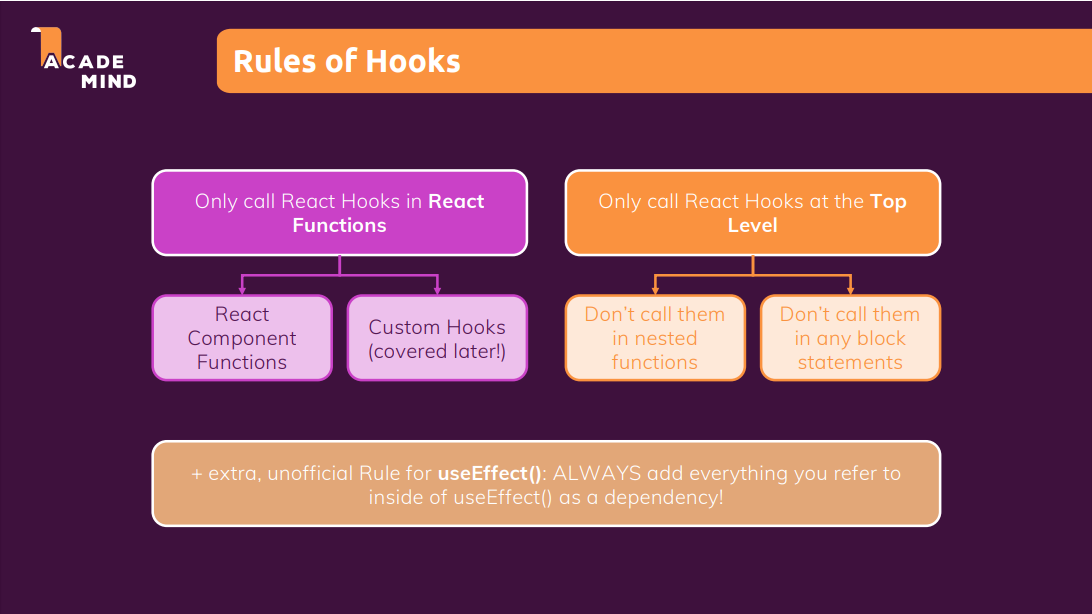 ACADE
MIND
Rules of Hooks
Only call React Hooks in React
Functions
Only call React Hooks at the Top
Level
React
Component
Functions
Custom Hooks
(covered later!)
Don’t call them
in nested
functions
Don’t call them
in any block
statements
+ extra, unofficial Rule for useEffect(): ALWAYS add everything you refer to
inside of useEffect() as a dependency!